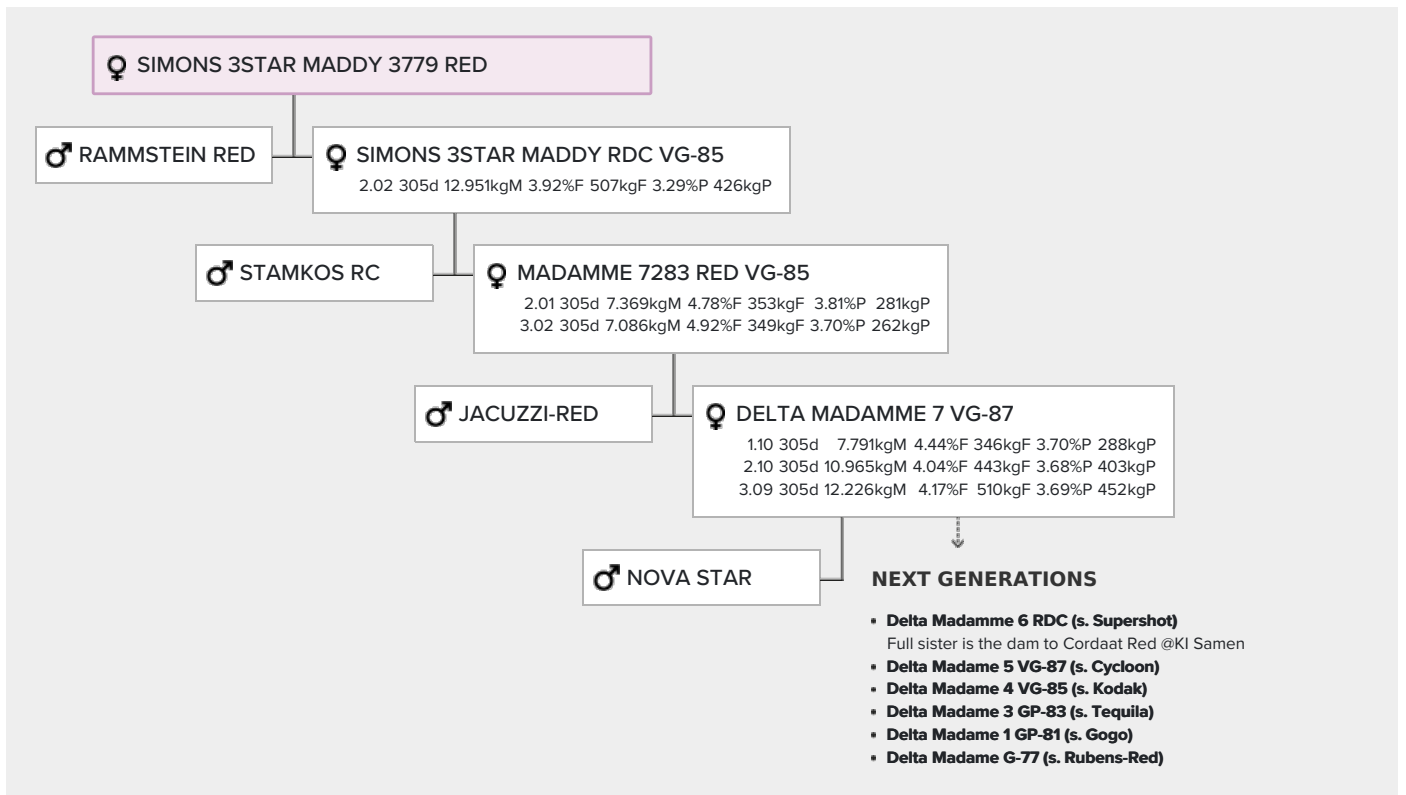 SIMONS 3STAR MADDY 3779 RED
RAMMSTEIN RED
SIMONS 3STAR MADDY RDC VG-85
2.02 305d 12.951kgM 3.92%F 507kgF 3.29%P 426kgP
STAMKOS RC
MADAMME 7283 RED VG-85
2.01 305d 7.369kgM 4.78%F 353kgF 3.81%P 281kgP
3.02 305d 7.086kgM 4.92%F 349kgF 3.70%P 262kgP
JACUZZI-RED
DELTA MADAMME 7 VG-87
1.10 305d 7.791kgM 4.44%F 346kgF 3.70%P 288kgP
2.10 305d 10.965kgM 4.04%F 443kgF 3.68%P 403kgP
3.09 305d 12.226kgM 4.17%F 510kgF 3.69%P 452kgP
NOVA STAR
NEXT GENERATIONS
• Delta Madamme 6 RDC (s. Supershot)
Full sister is the dam to Cordaat Red @KI Samen
• Delta Madame 5 VG-87 (s. Cycloon)
• Delta Madame 4 VG-85 (s. Kodak)
• Delta Madame 3 GP-83 (s. Tequila)
• Delta Madame 1 GP-81 (s. Gogo)
• Delta Madame G-77 (s. Rubens-Red)